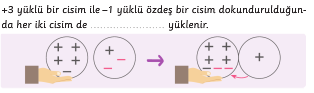 +3 yüklü bir cisim ile –1 yüklü özdeş bir cisim dokundurulduğun-
da her iki cisim de ........................ yüklenir.